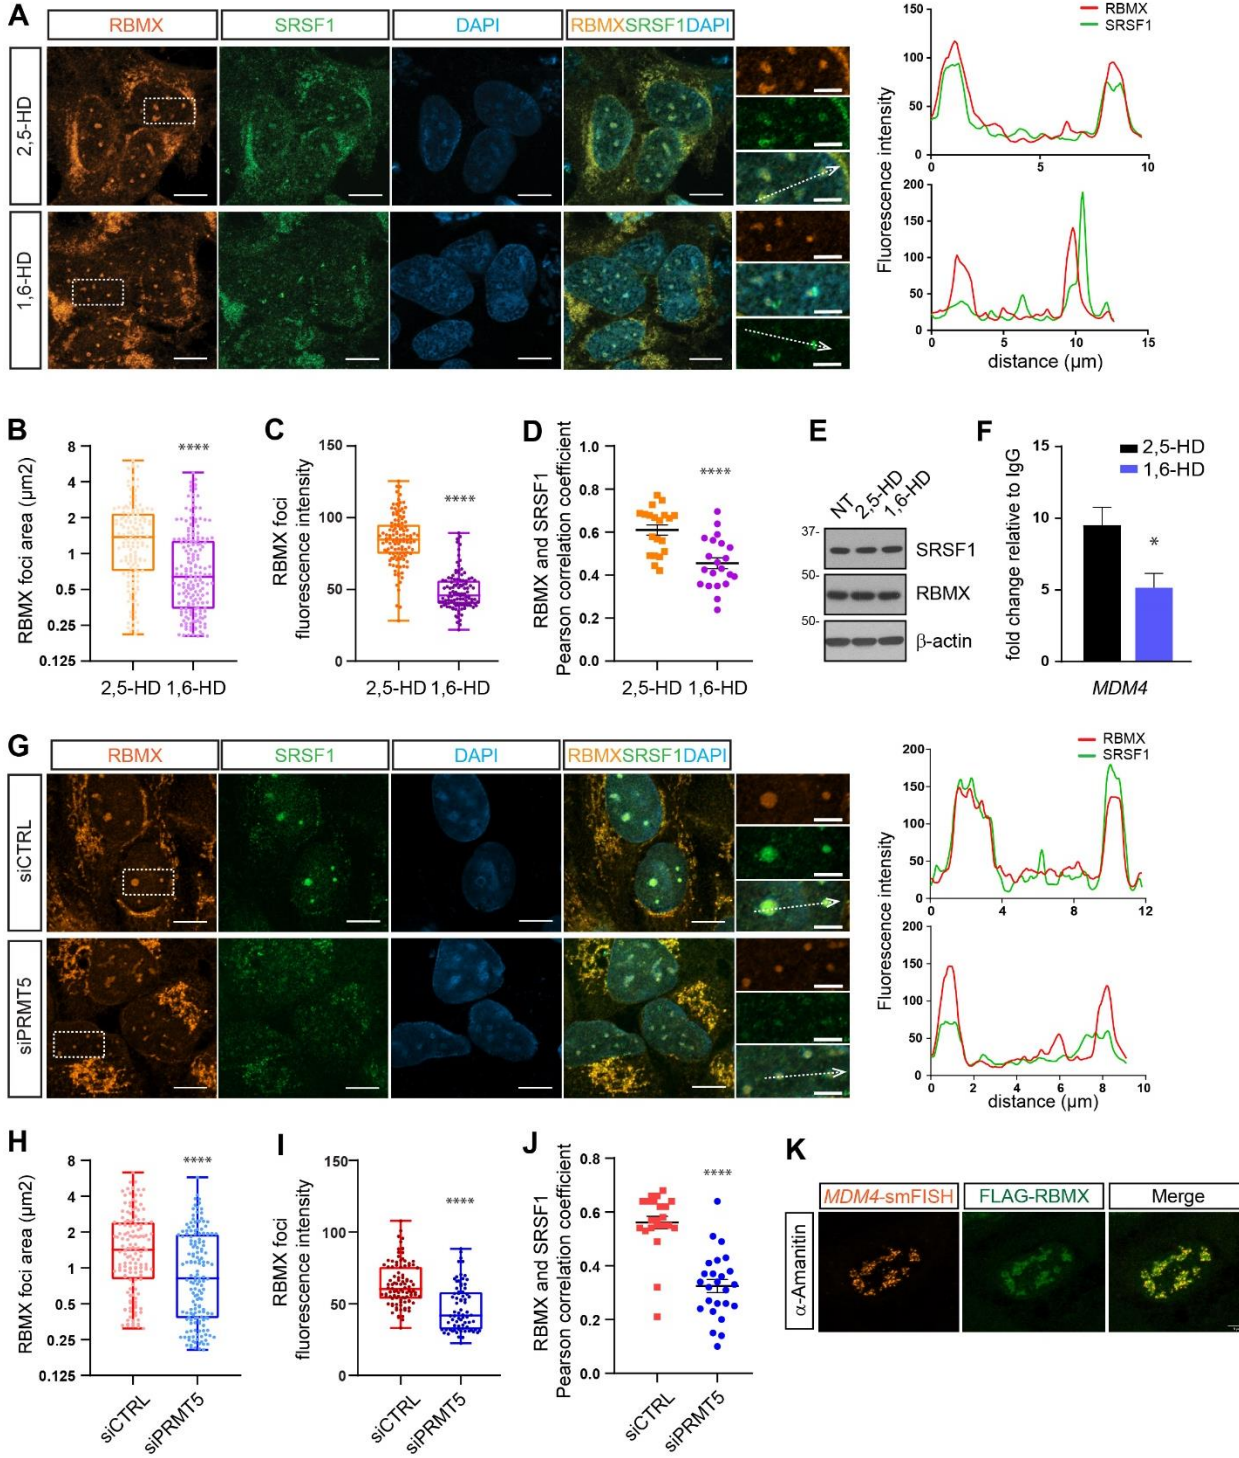 A
RBMX
SRSF1
DAPI
RBMXSRSF1DAPI
2,5-HD
1,6-HD
RBMX
SRSF1
Fluorescence intensity
150
100
50
0
0
5
10
200
150
100
50
0
0
5
10
15
distance (µm)
B
RBMX foci area (µm2)
8
4
2
1
0.5
0.25
0.125
****
2,5-HD 1,6-HD
C
RBMX foci
fluorescence intensity
150
100
50
0
****
2,5-HD 1,6-HD
D
RBMX and SRSF1
Pearson correlation coefficient
1.0
0.8
0.6
0.4
0.2
0.0
****
2,5-HD 1,6-HD
E
NT
2,5-HD
1,6-HD
37-
SRSF1
50-
RBMX
50-
β-actin
F
fold change relative to IgG
15
10
5
0
2,5-HD
1,6-HD
*
MDM4
G
RBMX
SRSF1
DAPI
RBMXSRSF1DAPI
siCTRL
siPRMT5
RBMX
SRSF1
Fluorescence intensity
200
150
100
50
0
0
4
8
12
200
150
100
50
0
0
2
4
6
8
10
distance (µm)
H
RBMX foci area (µm2)
8
4
2
1
0.5
0.25
0.125
****
siCTRL
siPRMT5
I
RBMX foci
fluorescence intensity
150
100
50
0
****
siCTRL
siPRMT5
J
RBMX and SRSF1
Pearson correlation coefficient
0.8
0.6
0.4
0.2
0.0
****
siCTRL
siPRMT5
K
MDM4-smFISH
FLAG-RBMX
Merge
α-Amanitin